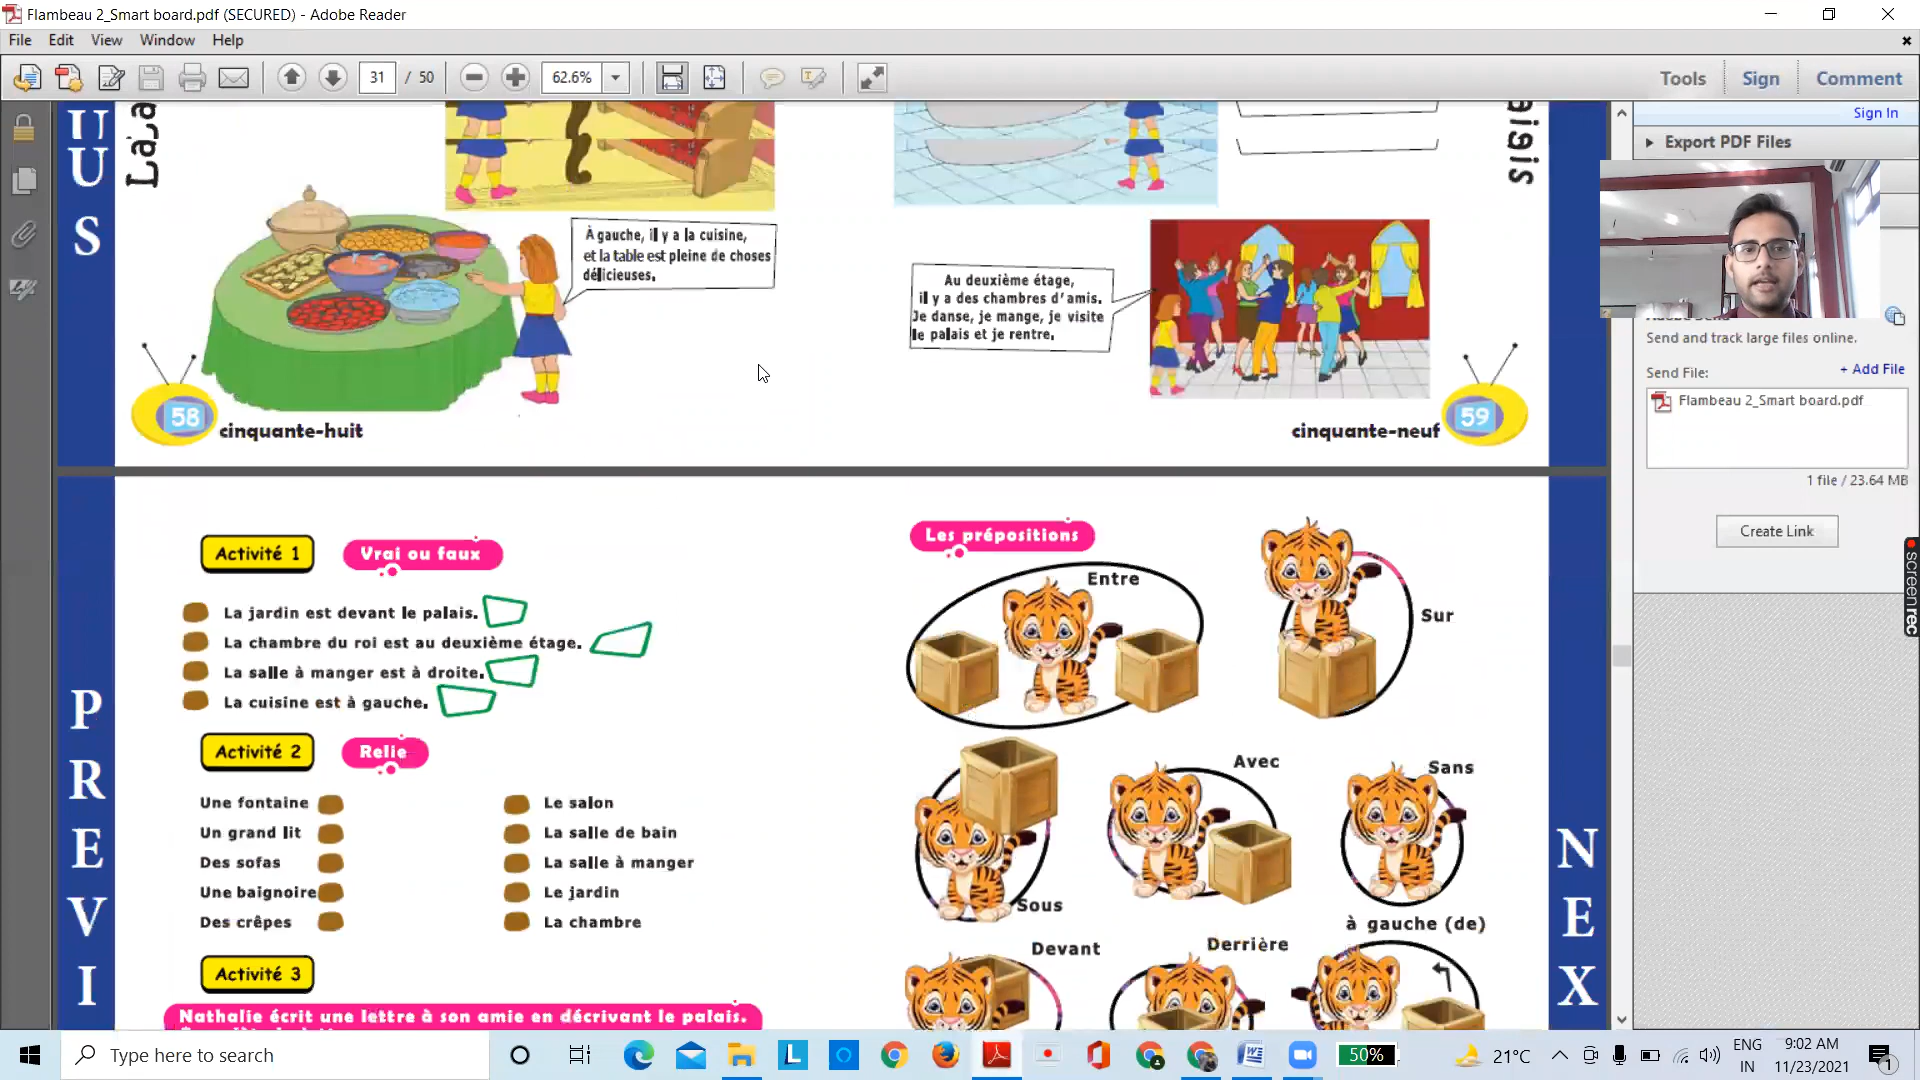 Flambeau 2_Smart board.pdf (SECURED) - Adobe Reader
File Edit View Window Help
31 / 50 62.6% Tools Sign Comment
Sign In
Export PDF Files
Send and track large files online.
Send File: + Add File
Flambeau 2_Smart board.pdf
1 file / 23.64 MB
Create Link
screenrec
U
U
S
À gauche, il y a la cuisine,
et la table est pleine de choses
délicieuses.
58
cinquante-huit
Au deuxième étage,
il y a des chambres d'amis.
Je danse, je mange, je visite
le palais et je rentre.
cinquante-neuf
59
P
R
E
V
I
Activité 1 Vrai ou faux
La jardin est devant le palais.
La chambre du roi est au deuxième étage.
La salle à manger est à droite.
La cuisine est à gauche.
Activité 2 Relie
Une fontaine Le salon
Un grand lit La salle de bain
Des sofas La salle à manger
Une baignoire Le jardin
Des crêpes La chambre
Activité 3
Nathalie écrit une lettre à son amie en décrivant le palais.
Les prépositions
Entre
Sur
Sous
Avec
Sans
Devant
Derrière
à gauche (de)
N
E
X
Type here to search
50%
21°C
ENG
IN
9:02 AM
11/23/2021
1